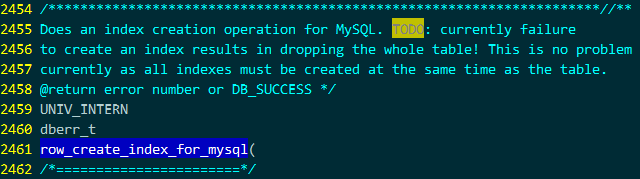 2454 /*********************************************************************//**
2455 Does an index creation operation for MySQL. TODO: currently failure
2456 to create an index results in dropping the whole table! This is no problem
2457 currently as all indexes must be created at the same time as the table.
2458 @return error number or DB_SUCCESS */
2459 UNIV_INTERN
2460 dberr_t
2461 row_create_index_for_mysql(
2462 /*=======================*/